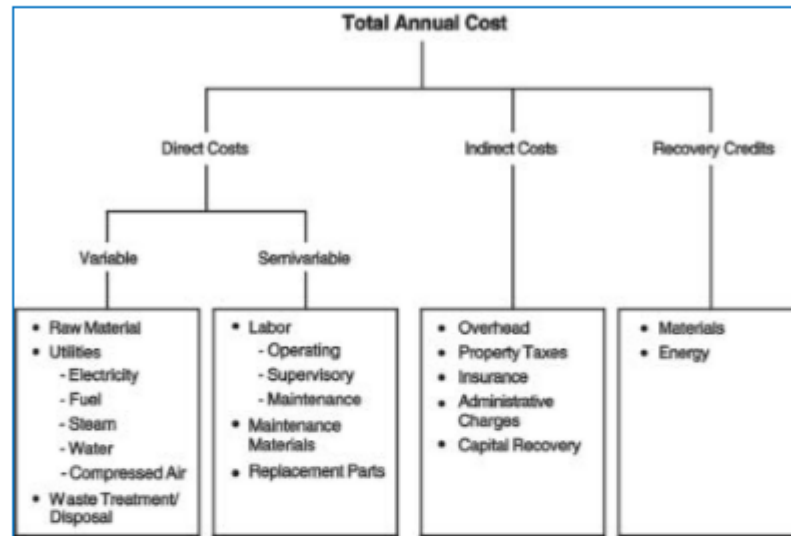 Total Annual Cost
Direct Costs
Indirect Costs
Recovery Credits
Variable
Semivariable
• Raw Material
• Utilities
- Electricity
- Fuel
- Steam
- Water
- Compressed Air
• Waste Treatment/
Disposal
• Labor
- Operating
- Supervisory
- Maintenance
• Maintenance
Materials
• Replacement Parts
• Overhead
• Property Taxes
• Insurance
• Administrative
Charges
• Capital Recovery
• Materials
• Energy